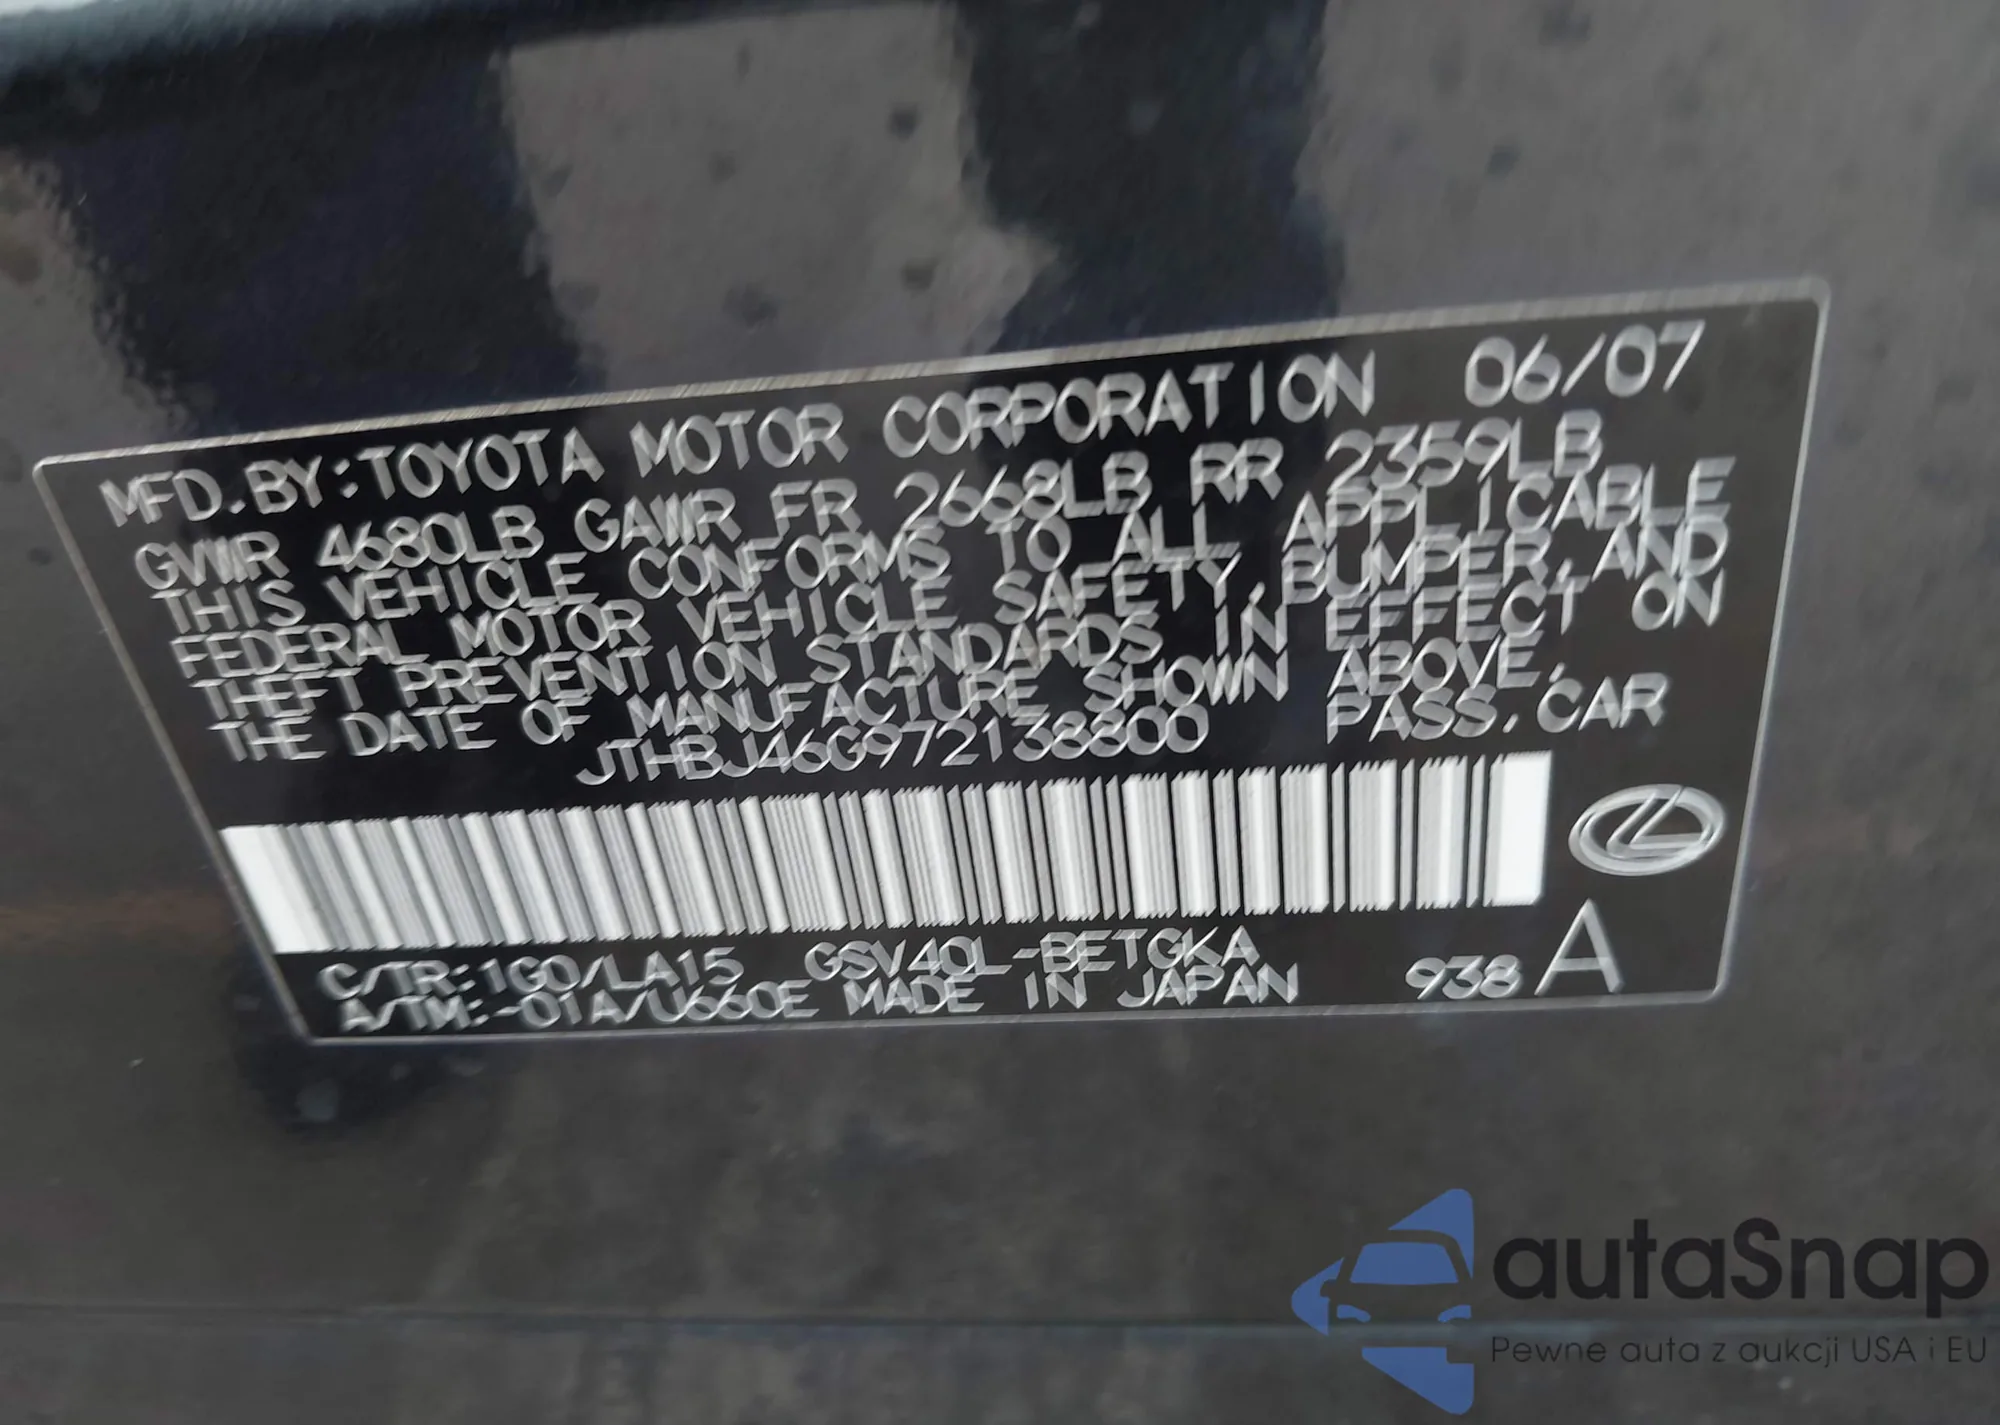 MFD.BY:TOYOTA MOTOR CORPORATION 06/07
GVWR 4680LB GAWR FR 2668LB RR 2359LB
THIS VEHICLE CONFORMS TO ALL APPLICABLE
FEDERAL MOTOR VEHICLE SAFETY,BUMPER,AND
THEFT PREVENTION STANDARDS IN EFFECT ON
THE DATE OF MANUFACTURE SHOWN ABOVE.
JTHBJ46G972138800 PASS.CAR
C/TR:1G0/LA15 GSV40L-BETGKA
A/TM:-01A/U660E MADE IN JAPAN 938 A
autaSnap
Pewne auta z aukcji USA i EU